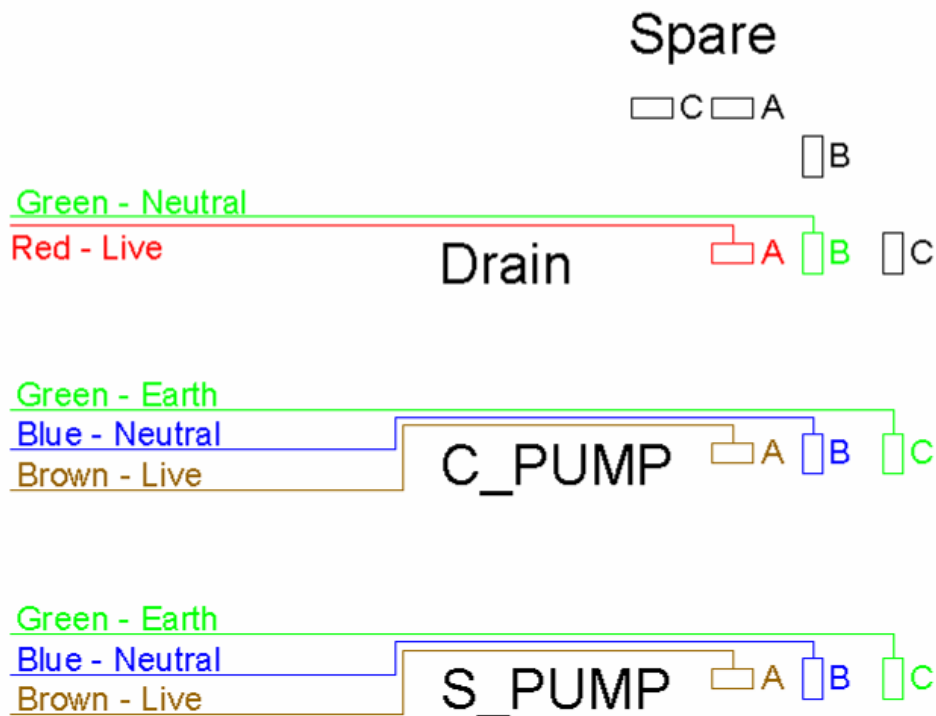 Spare
C A
B
Green - Neutral
Red - Live
Drain
A B C
Green - Earth
Blue - Neutral
Brown - Live
C_PUMP
A B C
Green - Earth
Blue - Neutral
Brown - Live
S_PUMP
A B C